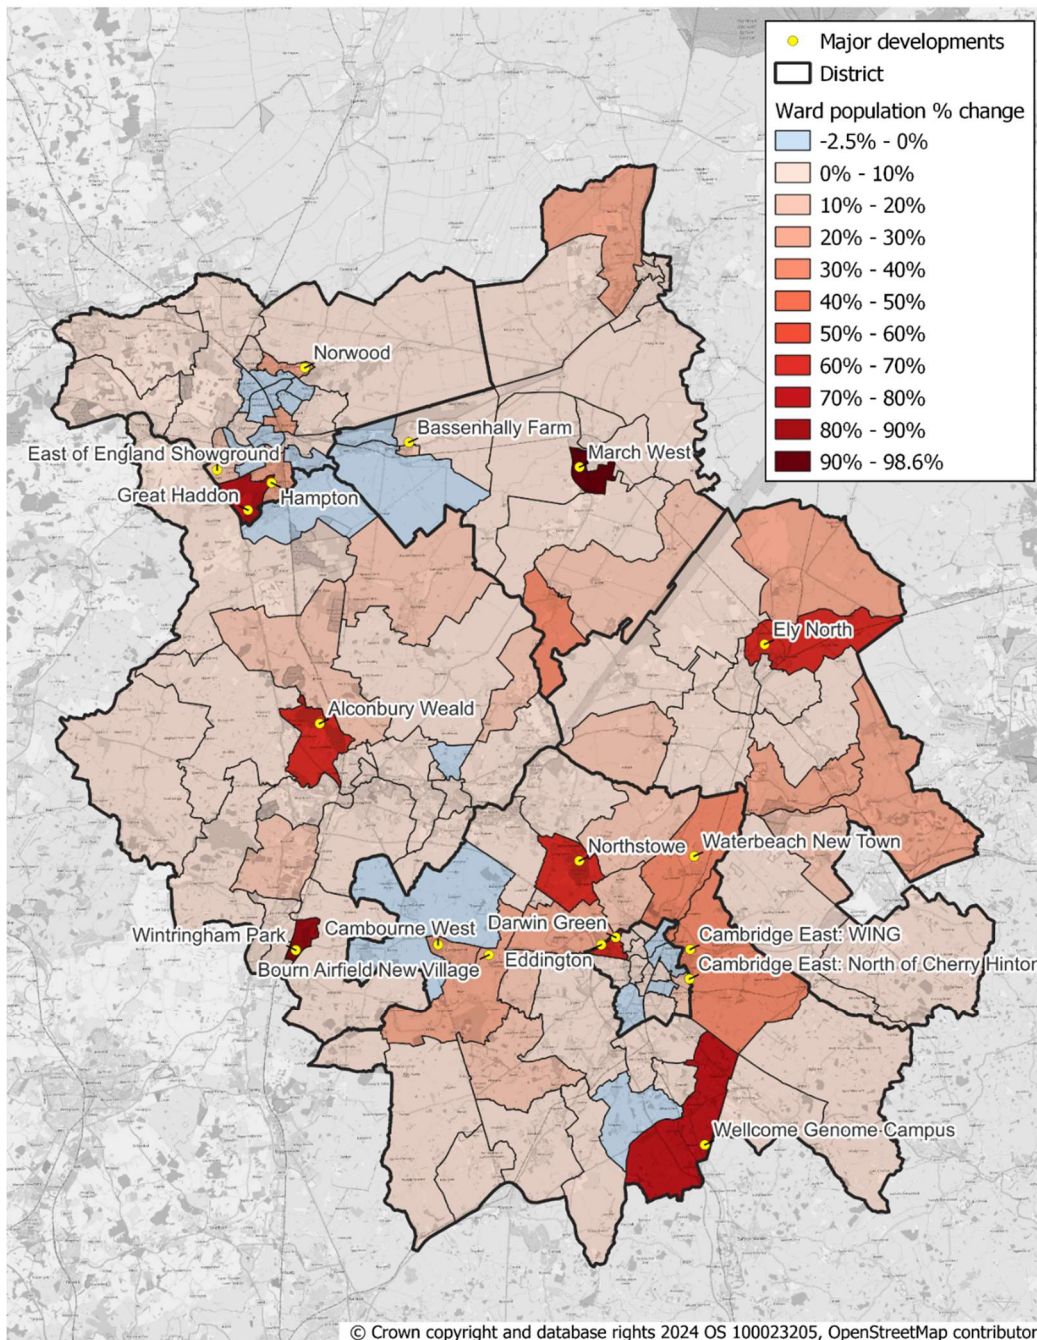 Major developments
District
Ward population % change
-2.5% - 0%
0% - 10%
10% - 20%
20% - 30%
30% - 40%
40% - 50%
50% - 60%
60% - 70%
70% - 80%
80% - 90%
90% - 98.6%
Norwood
Bassenhally Farm
East of England Showground
March West
Great Haddon
Hampton
Ely North
Alconbury Weald
Northstowe
Waterbeach New Town
Wintringham Park
Cambourne West
Darwin Green
Cambridge East: WING
Bourn Airfield New Village
Eddington
Cambridge East: North of Cherry Hinton
Wellcome Genome Campus
© Crown copyright and database rights 2024 OS 100023205, OpenStreetMap contributor